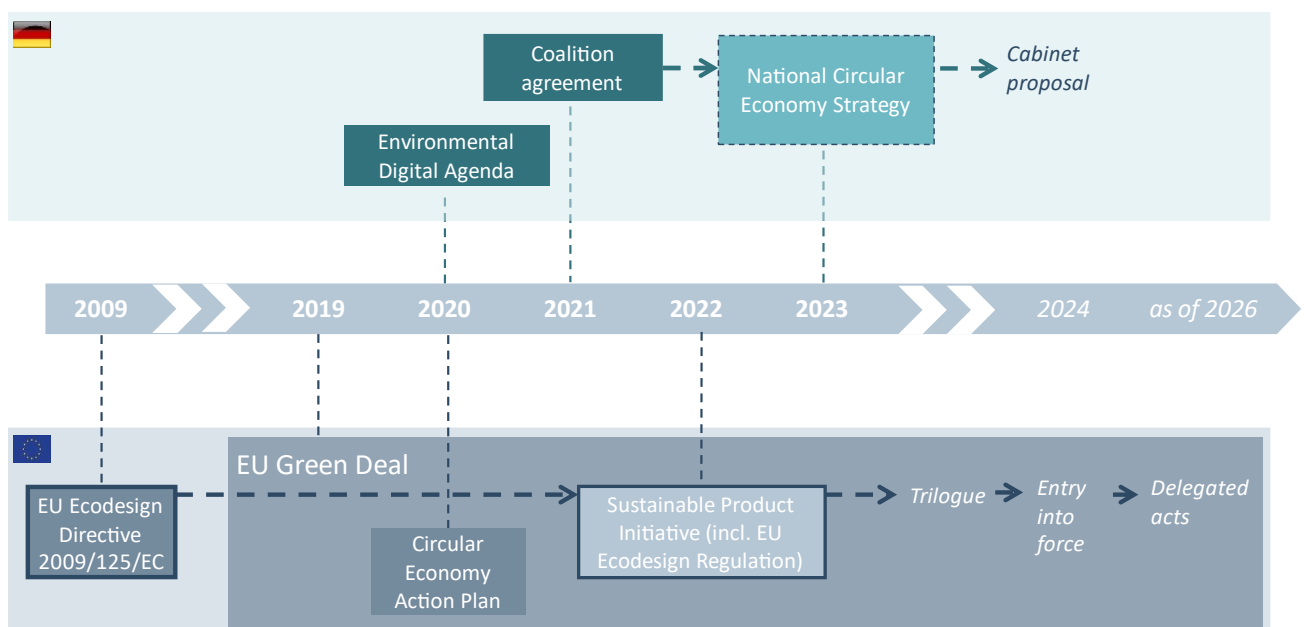 Coalition
agreement
National Circular
Economy Strategy
Cabinet
proposal
Environmental
Digital Agenda
2009
2019
2020
2021
2022
2023
2024
as of 2026
EU Green Deal
EU Ecodesign
Directive
2009/125/EC
Circular
Economy
Action Plan
Sustainable Product
Initiative (incl. EU
Ecodesign Regulation)
Trilogue
Entry
into
force
Delegated
acts